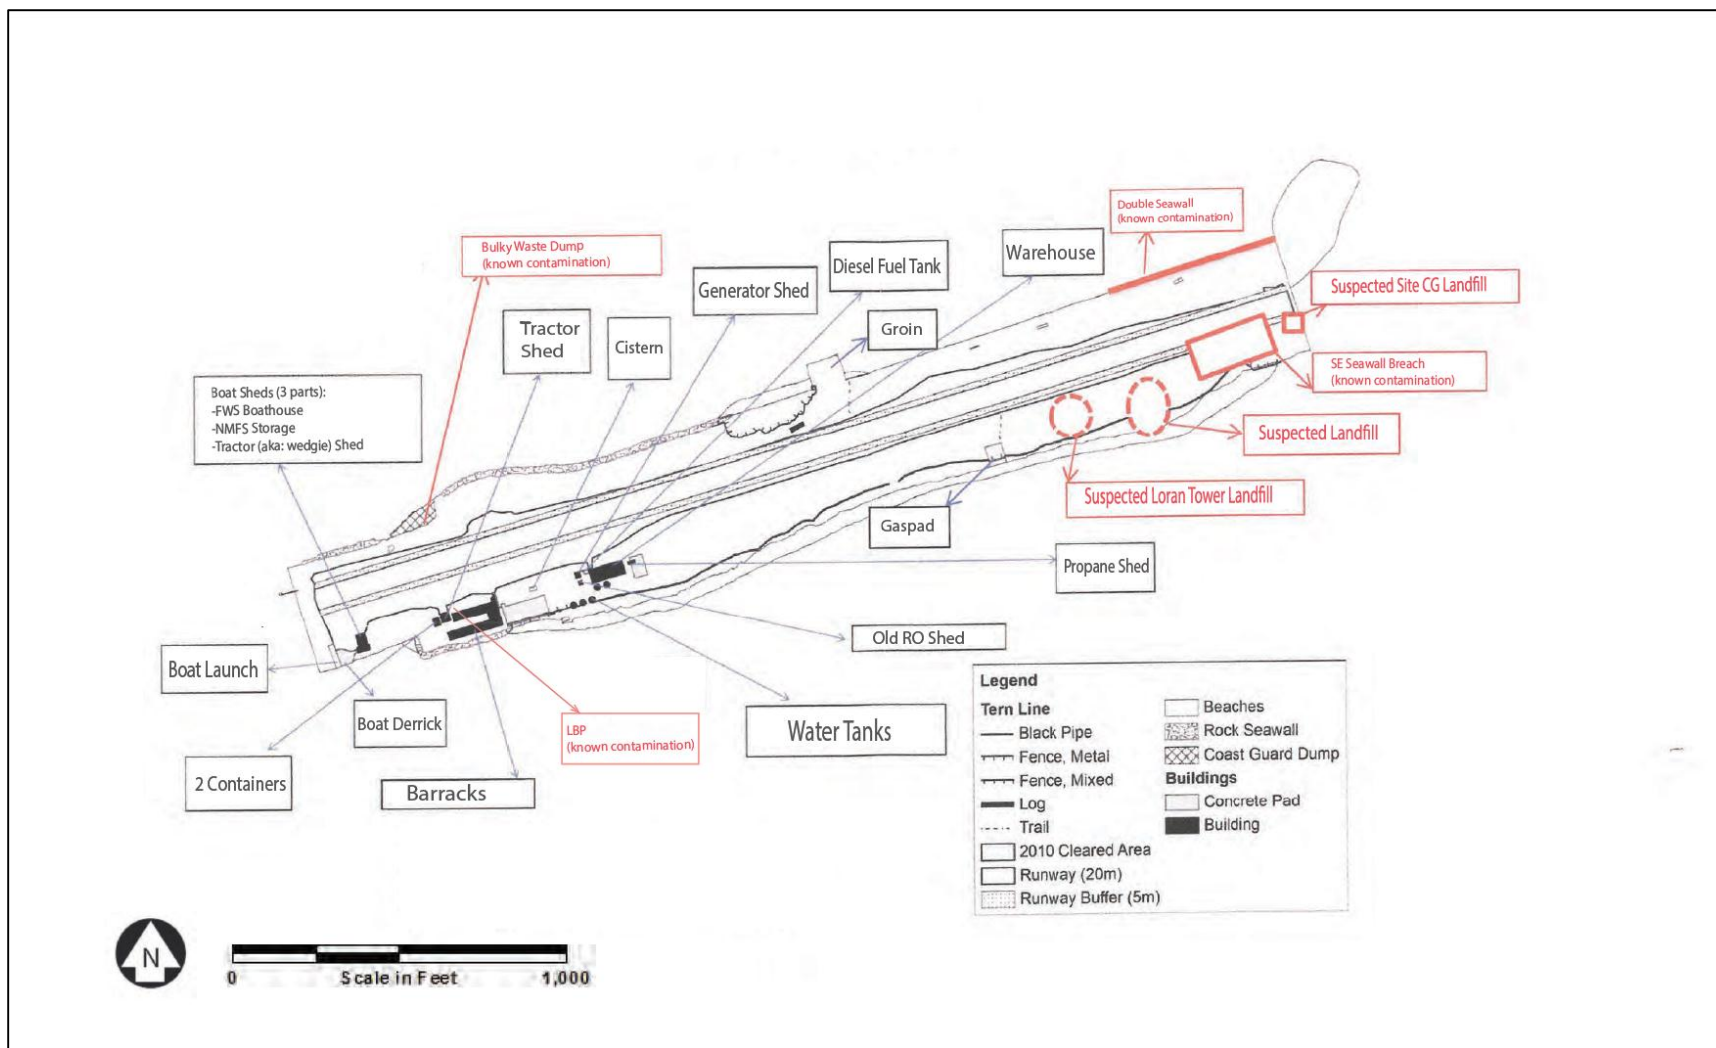 Double Seawall
(known contamination)
Bulky Waste Dump
(known contamination)
Diesel Fuel Tank
Warehouse
Generator Shed
Suspected Site CG Landfill
Tractor
Shed
Cistern
Groin
SE Seawall Breach
(known contamination)
Boat Sheds (3 parts):
-FWS Boathouse
-NMFS Storage
-Tractor (aka: wedgie) Shed
Suspected Landfill
Suspected Loran Tower Landfill
Gaspad
Propane Shed
Old RO Shed
Boat Launch
Boat Derrick
LBP
(known contamination)
Water Tanks
2 Containers
Barracks
Legend
Tern Line
Black Pipe
Fence, Metal
Fence, Mixed
Log
Trail
2010 Cleared Area
Runway (20m)
Runway Buffer (5m)
Beaches
Rock Seawall
Coast Guard Dump
Buildings
Concrete Pad
Building
N
0 Scale in Feet 1,000